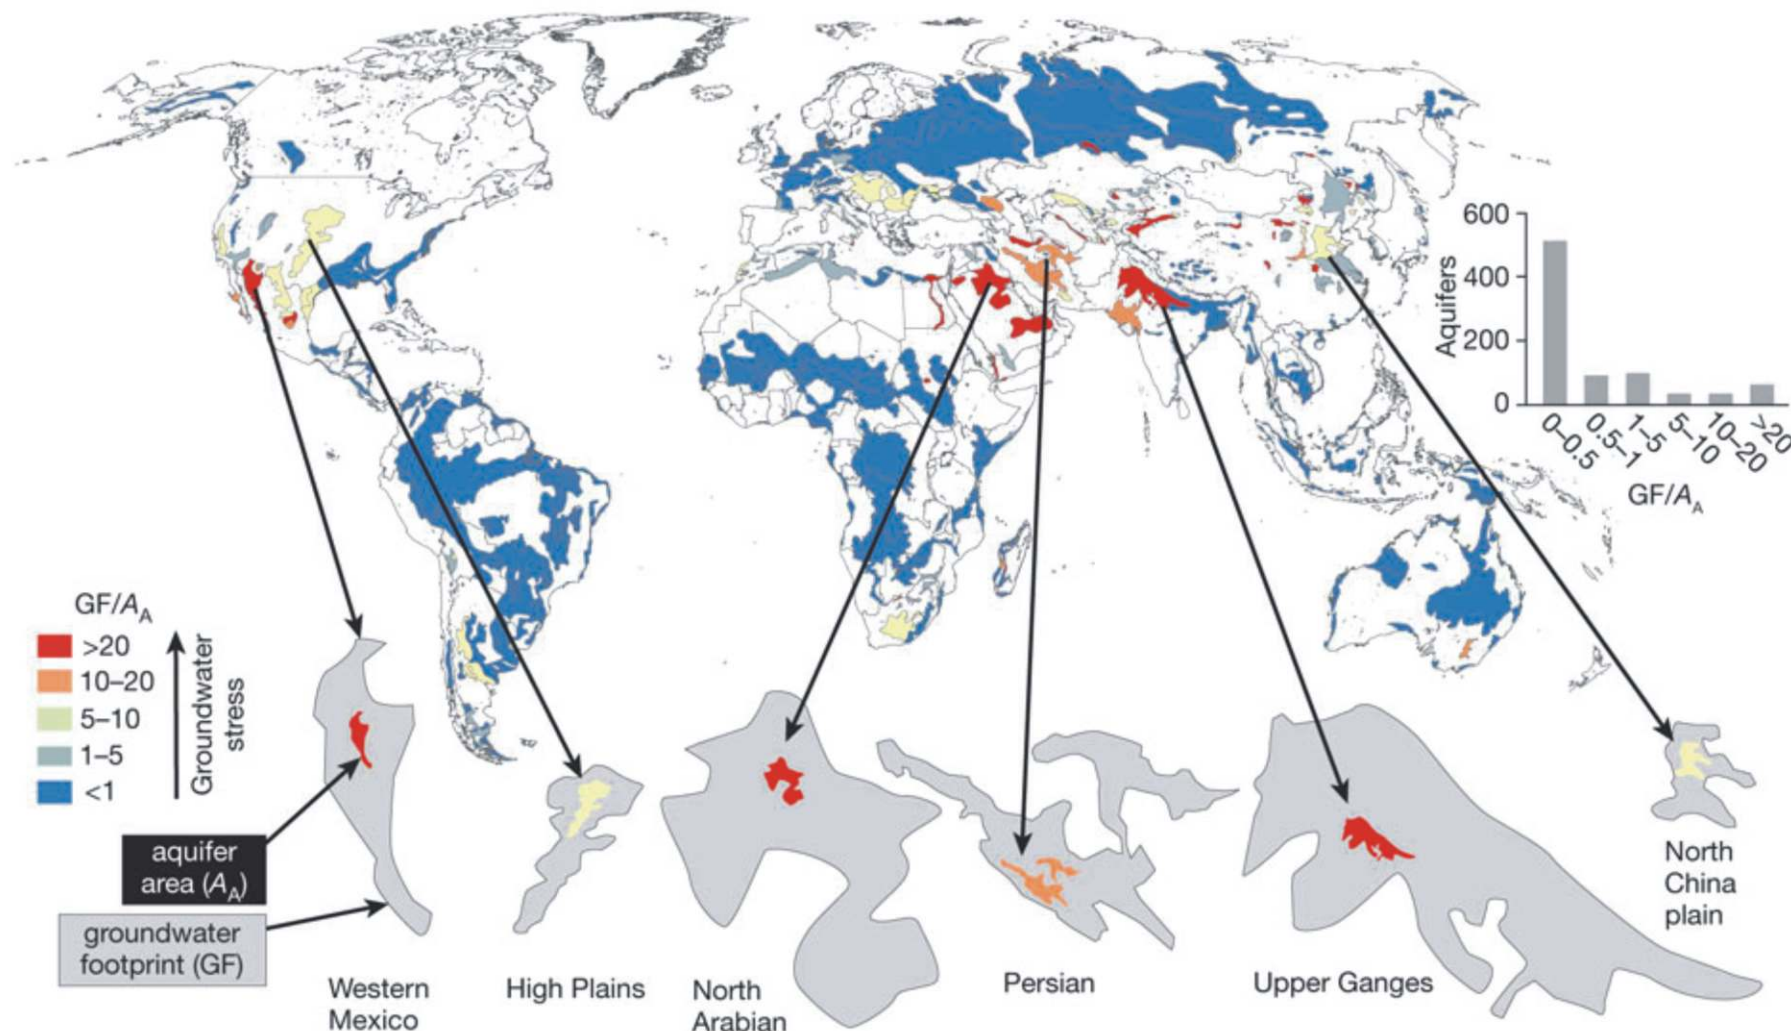 600
400
200
0
Aquifers
0–0.5
0.5–1
1–5
5–10
10–20
>20
GF/AA
GF/AA
>20
10–20
5–10
1–5
<1
Groundwater
stress
aquifer
area (AA)
groundwater
footprint (GF)
Western
Mexico
High Plains
North
Arabian
Persian
Upper Ganges
North
China
plain